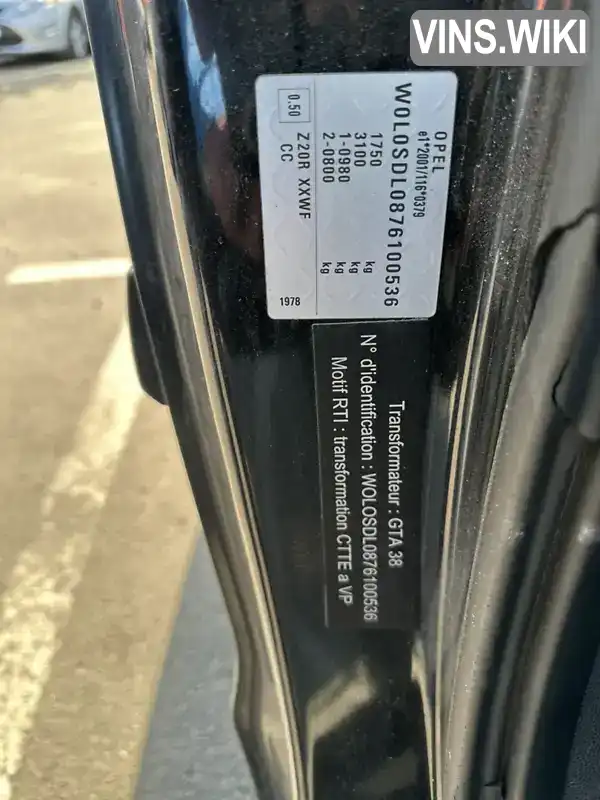 VINS.WIKI
OPEL
e1*2001/116*0379
W0L0SDL0876100536
1750 kg
3100 kg
1-0980 kg
2-0800 kg
0.50 Z20R XXWF
CC
1978
Transformateur : GTA 38
N° d'identification : WOLOSDL0876100536
Motif RTI : transformation CTTE a VP